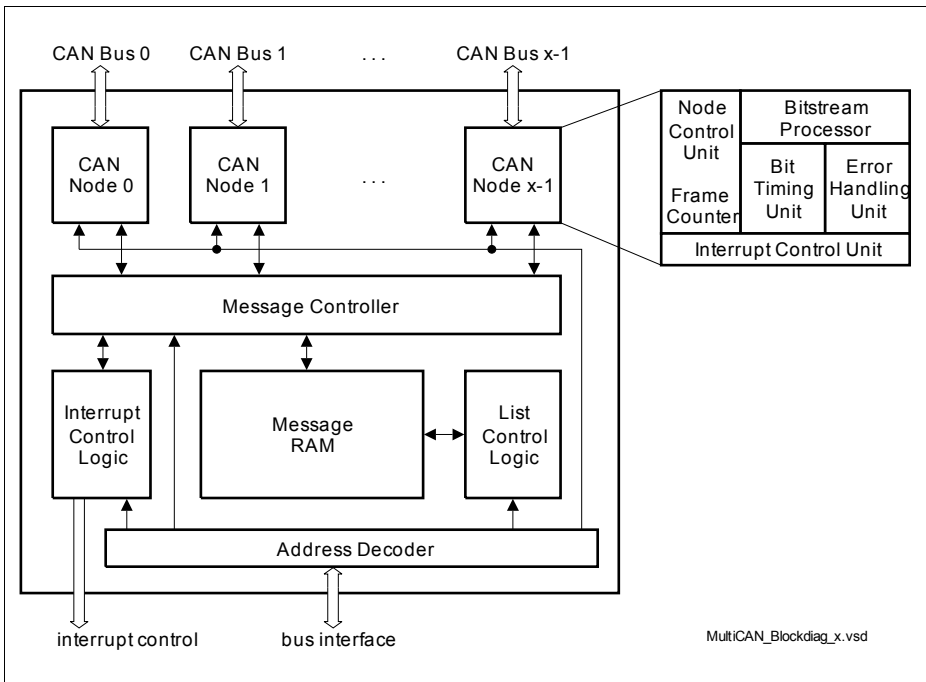 CAN Bus 0
CAN Bus 1
. . .
CAN Bus x-1
CAN
Node 0
CAN
Node 1
. . .
CAN
Node x-1
Node
Control
Unit
Frame
Counter
Bitstream
Processor
Bit
Timing
Unit
Error
Handling
Unit
Interrupt Control Unit
Message Controller
Interrupt
Control
Logic
Message
RAM
List
Control
Logic
Address Decoder
interrupt control
bus interface
MultiCAN_Blockdiag_x.vsd